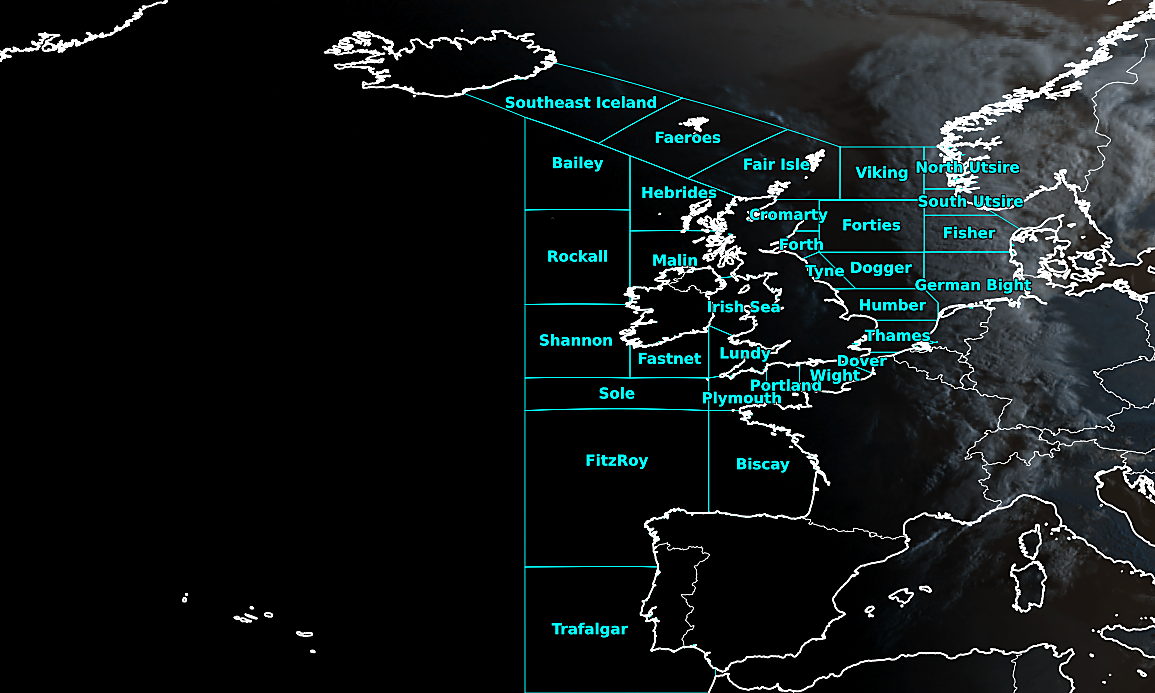 Southeast Iceland
Faeroes
Bailey
Fair Isle
Viking
North Utsire
Hebrides
South Utsire
Cromarty
Forties
Fisher
Forth
Rockall
Malin
Tyne
Dogger
German Bight
Irish Sea
Humber
Thames
Shannon
Fastnet
Lundy
Dover
Wight
Portland
Sole
Plymouth
FitzRoy
Biscay
Trafalgar